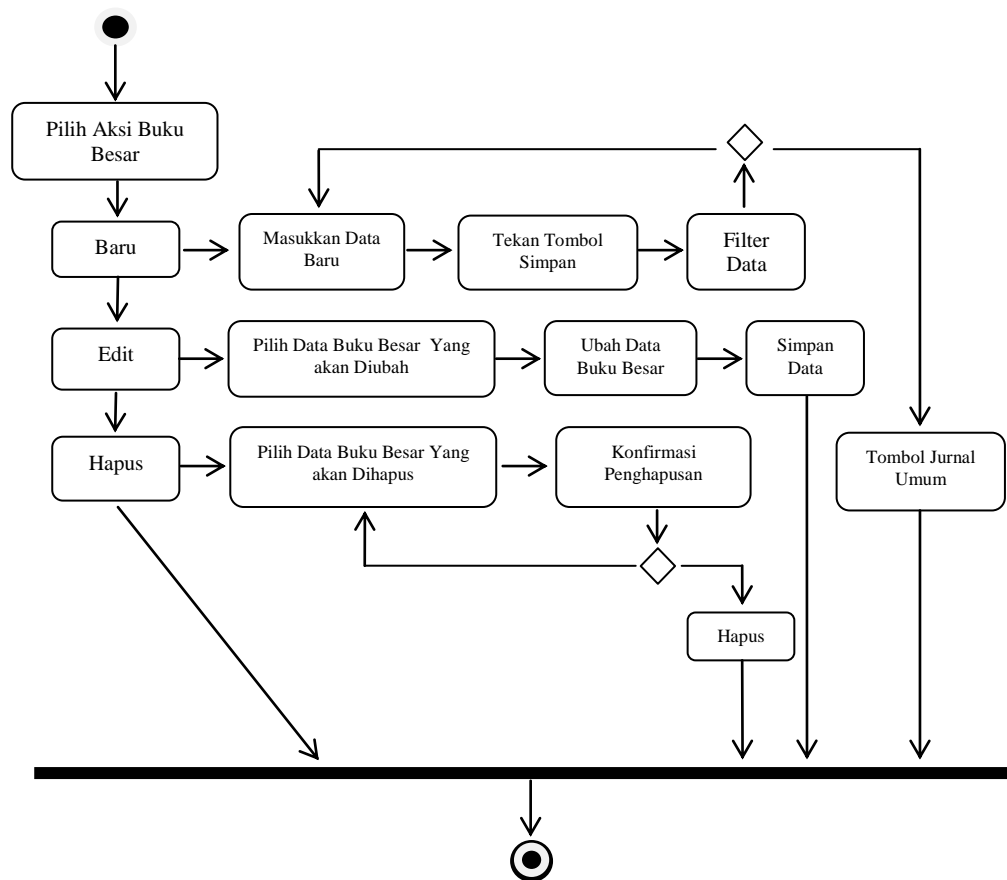 Pilih Aksi Buku
Besar
Baru
Masukkan Data
Baru
Tekan Tombol
Simpan
Filter
Data
Edit
Pilih Data Buku Besar Yang
akan Diubah
Ubah Data
Buku Besar
Simpan
Data
Hapus
Pilih Data Buku Besar Yang
akan Dihapus
Konfirmasi
Penghapusan
Tombol Jurnal
Umum
Hapus